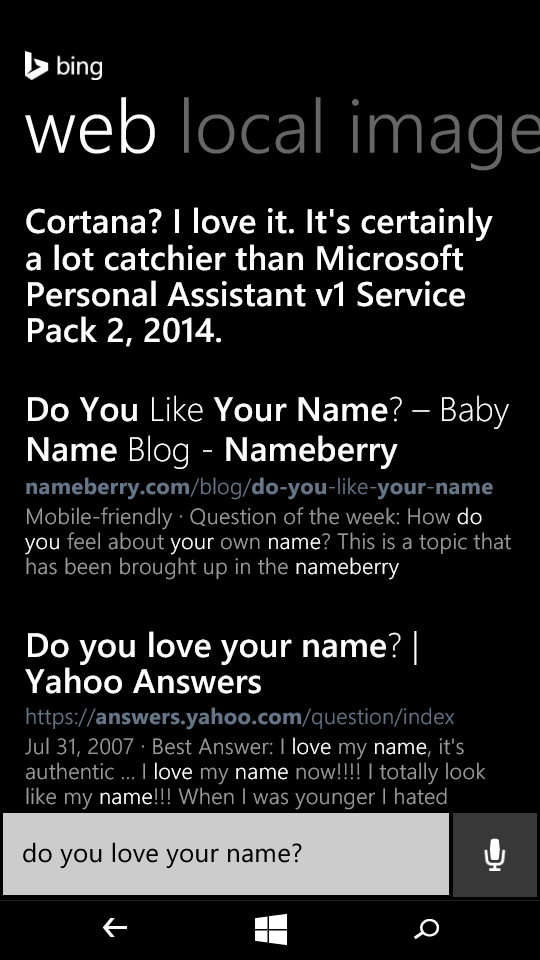 bing
web local image
Cortana? I love it. It's certainly
a lot catchier than Microsoft
Personal Assistant v1 Service
Pack 2, 2014.
Do You Like Your Name? – Baby
Name Blog - Nameberry
nameberry.com/blog/do-you-like-your-name
Mobile-friendly · Question of the week: How do
you feel about your own name? This is a topic that
has been brought up in the nameberry
Do you love your name? |
Yahoo Answers
https://answers.yahoo.com/question/index
Jul 31, 2007 · Best Answer: I love my name, it's
authentic ... I love my name now!!!! I totally look
like my name!!! When I was younger I hated
do you love your name?